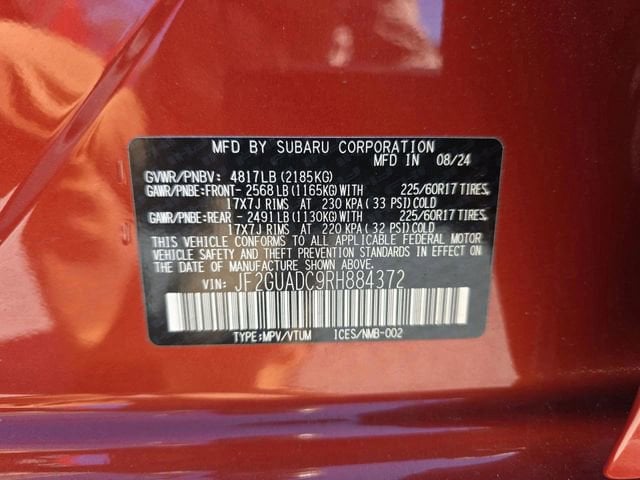 MFD BY SUBARU CORPORATION
MFD IN 08/24
GVWR/PNBV: 4817LB (2185KG)
GAWR/PNBE:FRONT- 2568 LB (1165KG) WITH 225/60R17 TIRES,
17X7J RIMS AT 230 KPA ( 33 PSI) COLD
GAWR/PNBE:REAR - 2491 LB (1130KG) WITH 225/60R17 TIRES,
17X7J RIMS AT 220 KPA ( 32 PSI) COLD
THIS VEHICLE CONFORMS TO ALL APPLICABLE FEDERAL MOTOR
VEHICLE SAFETY AND THEFT PREVENTION STANDARDS IN EFFECT ON
THE DATE OF MANUFACTURE SHOWN ABOVE.
VIN: JF2GUADC9RH884372
TYPE:MPV/VTUM ICES/NMB-002